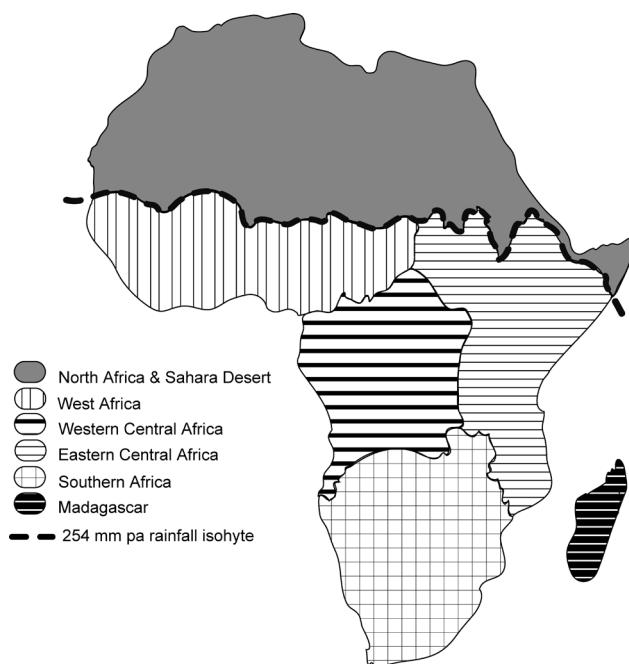 North Africa & Sahara Desert
West Africa
Western Central Africa
Eastern Central Africa
Southern Africa
Madagascar
254 mm pa rainfall isohyte